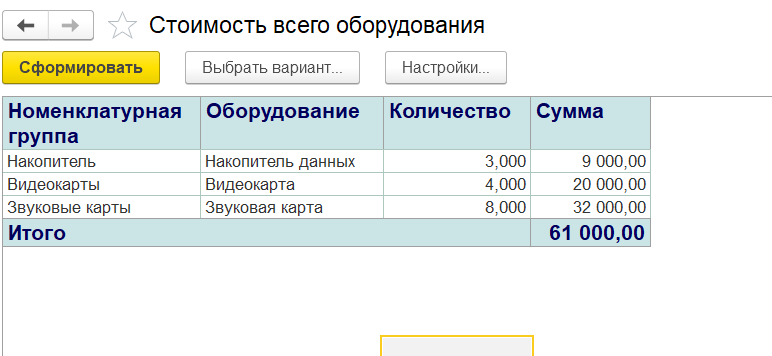 Стоимость всего оборудования
Сформировать Выбрать вариант... Настройки...
Номенклатурная группа Оборудование Количество Сумма
Накопитель Накопитель данных 3,000 9 000,00
Видеокарты Видеокарта 4,000 20 000,00
Звуковые карты Звуковая карта 8,000 32 000,00
Итого 61 000,00